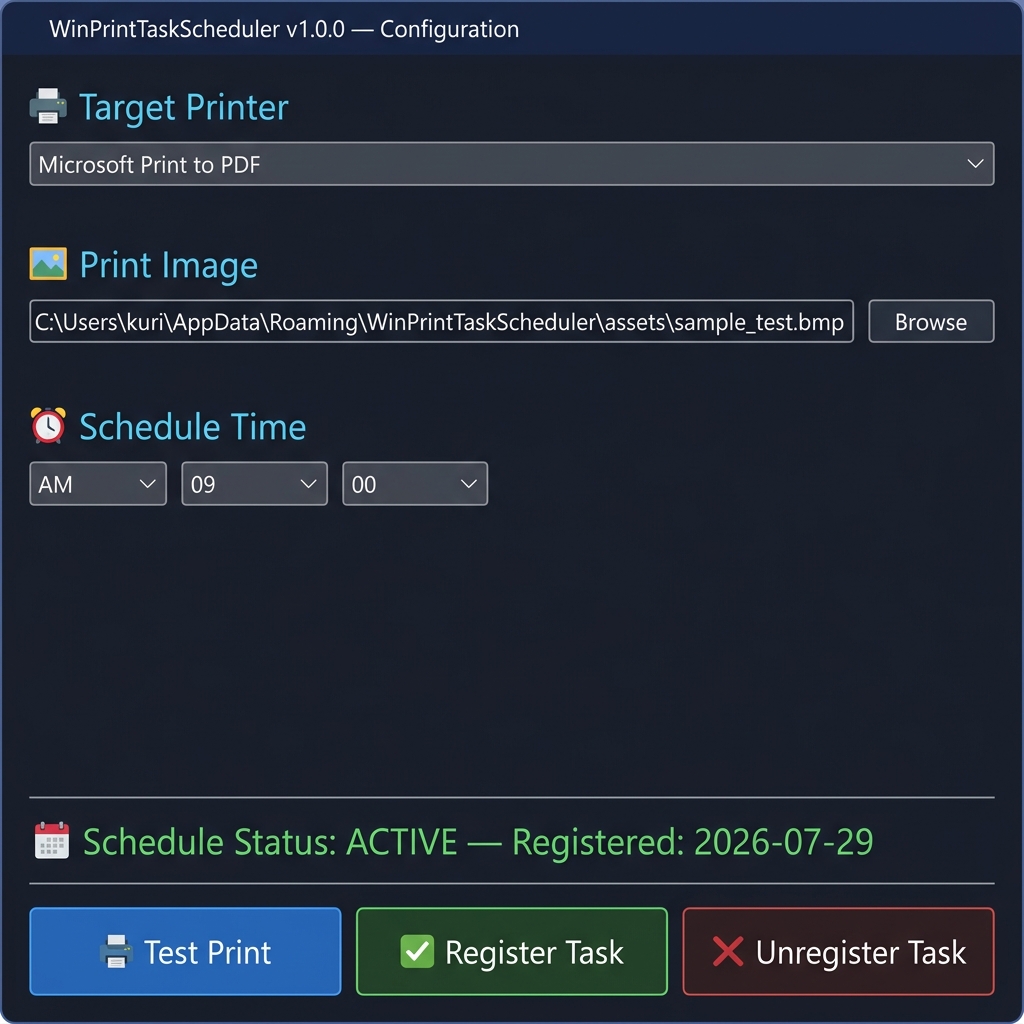 WinPrintTaskScheduler v1.0.0 — Configuration
Target Printer
Microsoft Print to PDF
Print Image
C:\Users\kuri\AppData\Roaming\WinPrintTaskScheduler\assets\sample_test.bmp Browse
Schedule Time
AM 09 00
Schedule Status: ACTIVE — Registered: 2026-07-29
Test Print Register Task Unregister Task